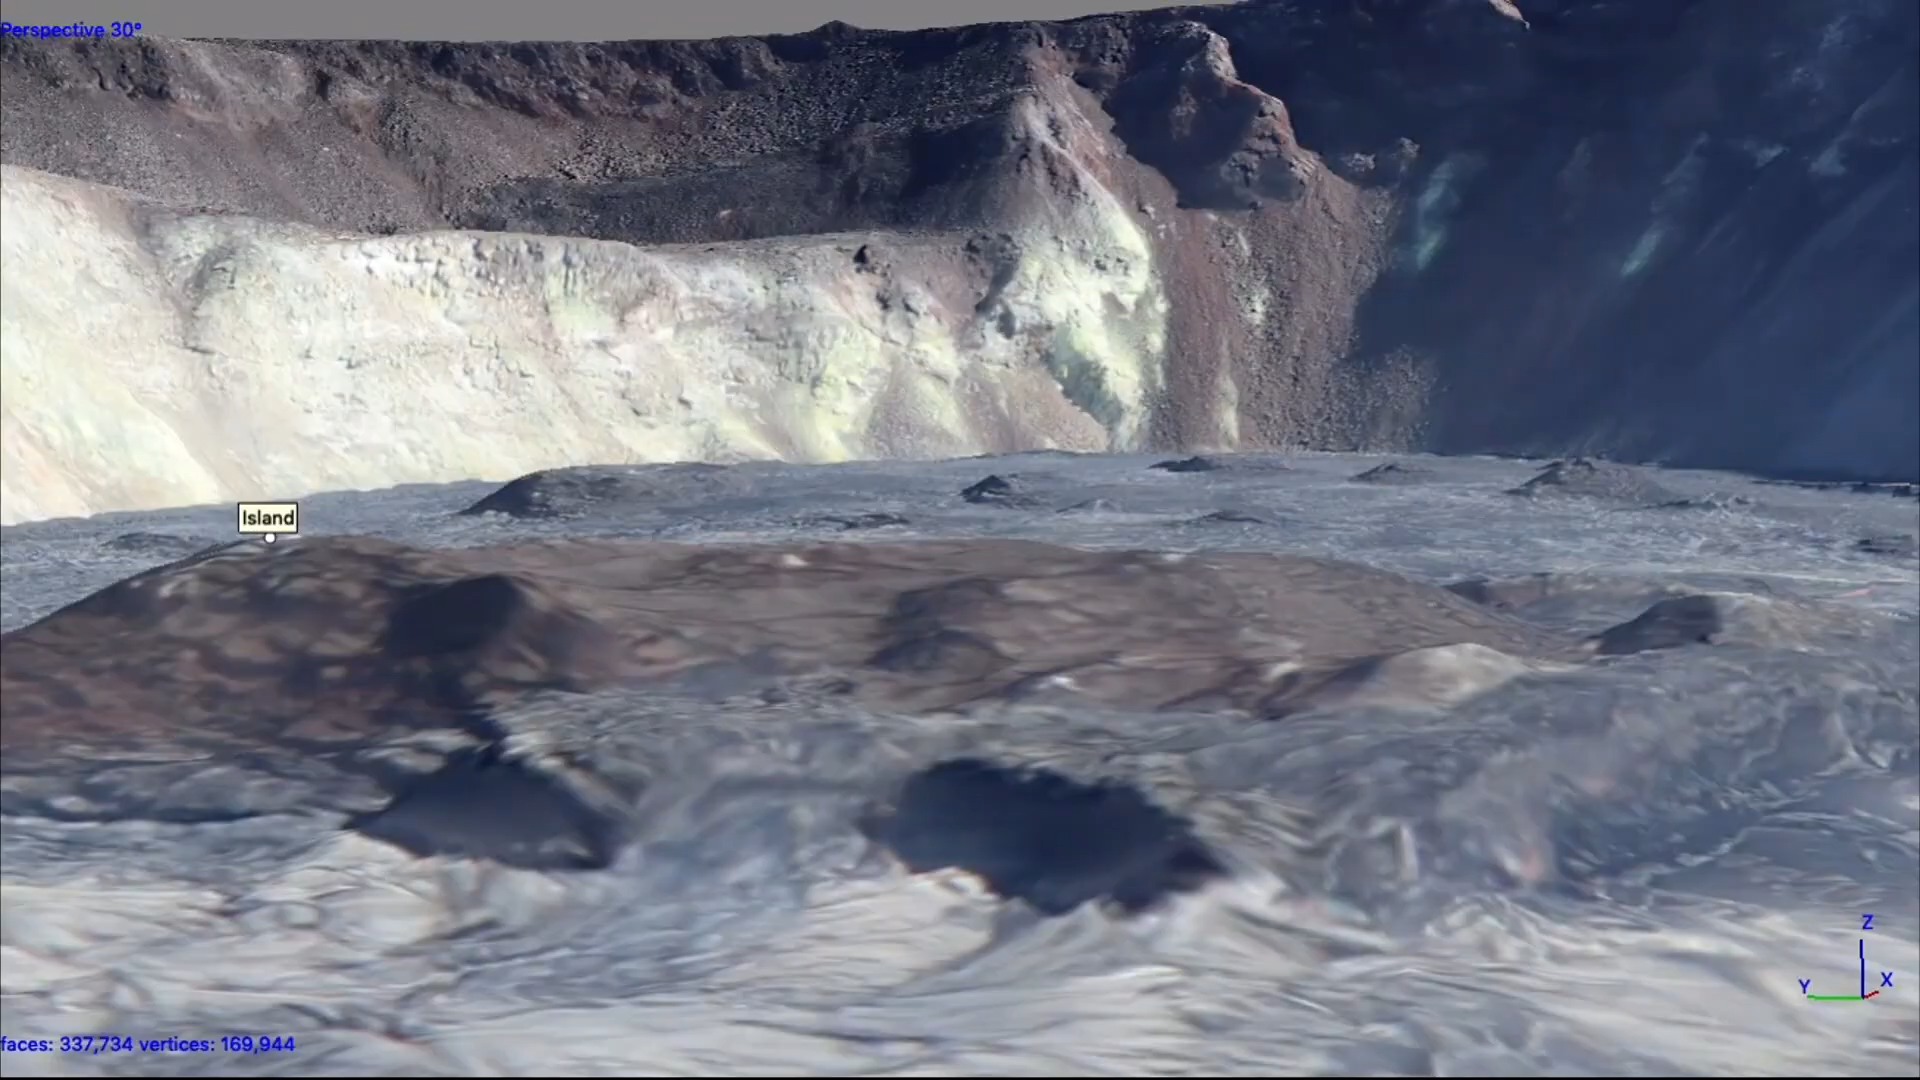 Perspective 30°
Island
Z
Y X
faces: 337,734 vertices: 169,944